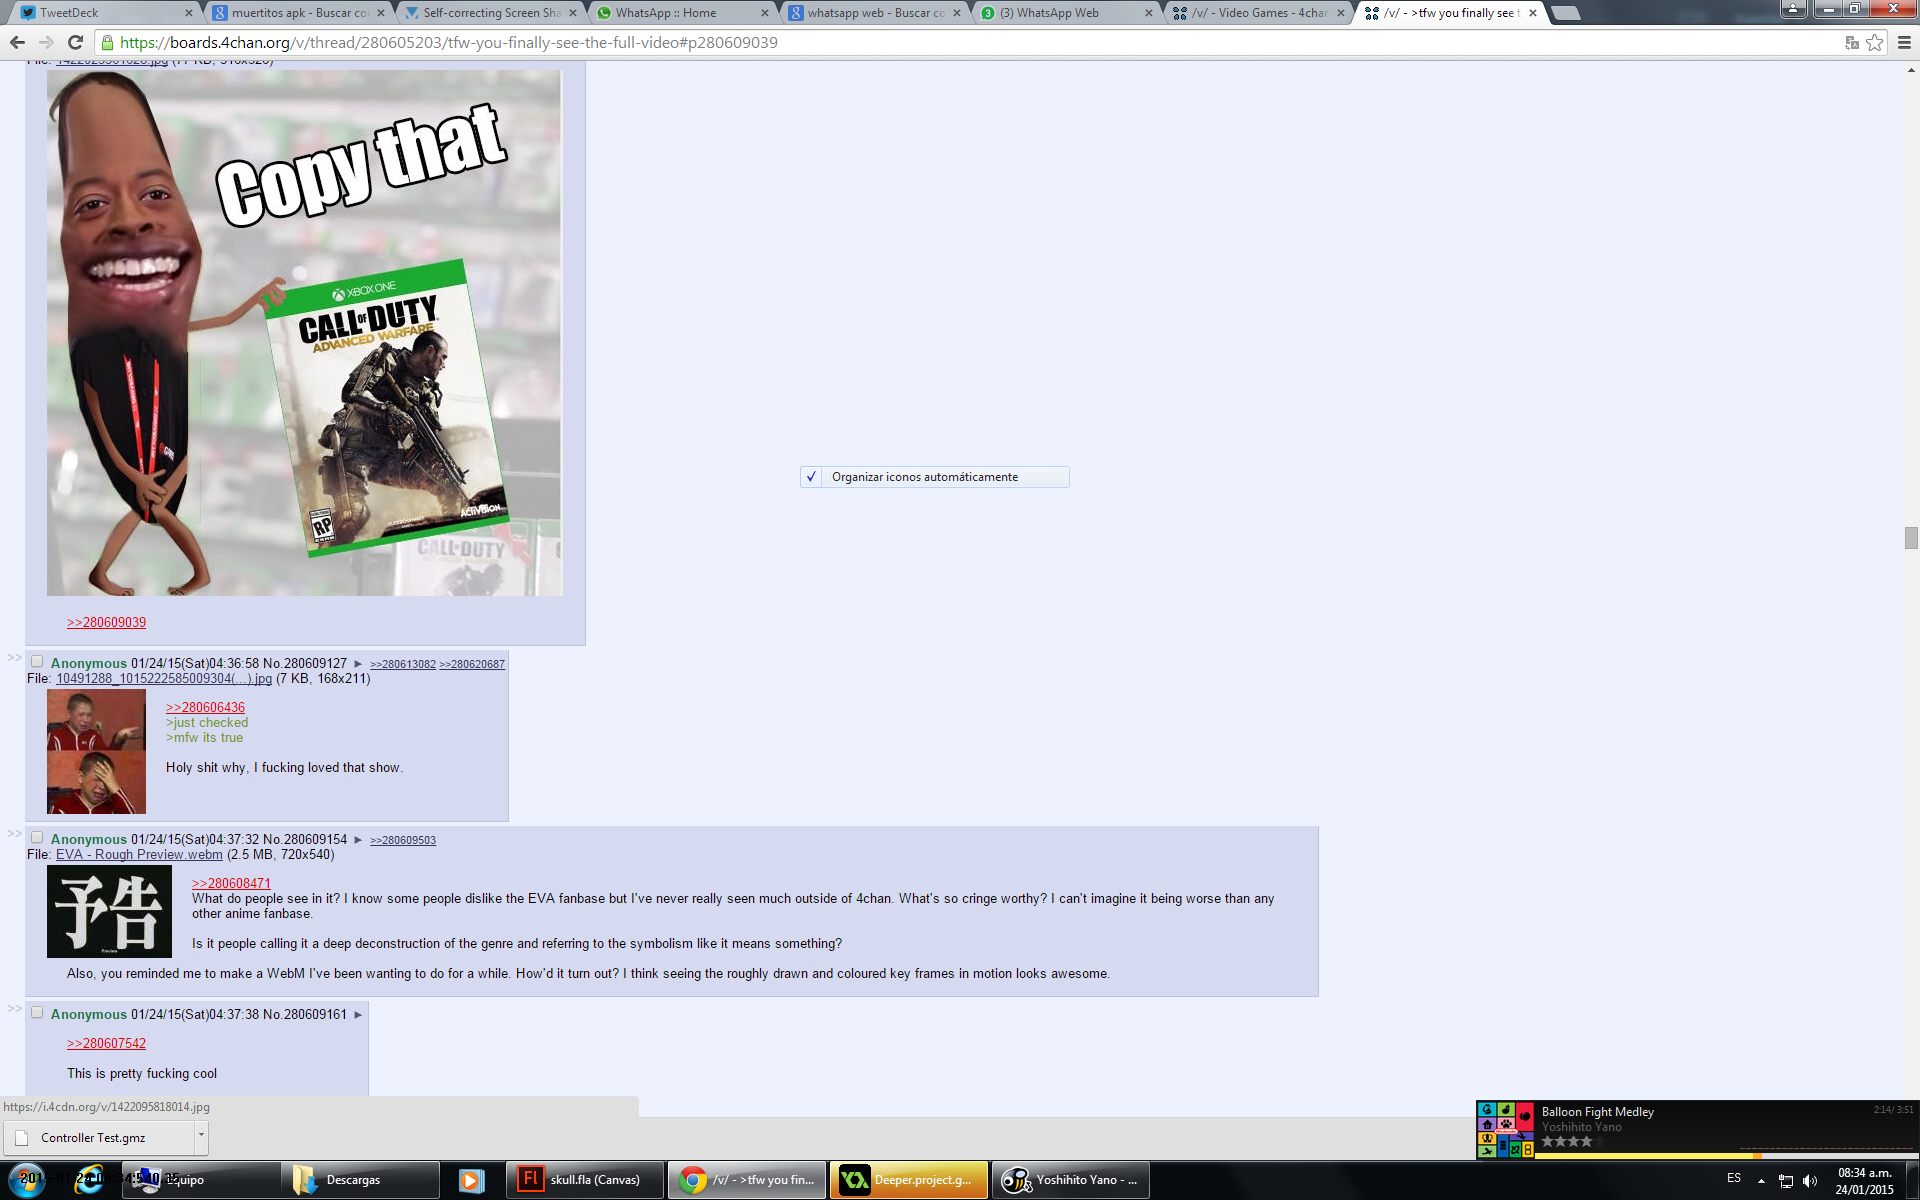 TweetDeck
muertitos apk - Buscar co
Self-correcting Screen Sha
WhatsApp :: Home
whatsapp web - Buscar co
(3) WhatsApp Web
/v/ - Video Games - 4chan
/v/ - >tfw you finally see t
https://boards.4chan.org/v/thread/280605203/tfw-you-finally-see-the-full-video#p280609039
Copy that
XBOX ONE
CALL OF DUTY
ADVANCED WARFARE
RP
ACTIVISION
CALL OF DUTY
>>280609039
Organizar iconos automáticamente
>> Anonymous 01/24/15(Sat)04:36:58 No.280609127 ► >>280613082 >>280620687
File: 10491288_1015222585009304(...).jpg (7 KB, 168x211)
>>280606436
>just checked
>mfw its true
Holy shit why, I fucking loved that show.
>> Anonymous 01/24/15(Sat)04:37:32 No.280609154 ► >>280609503
File: EVA - Rough Preview.webm (2.5 MB, 720x540)
予告
Preview
>>280608471
What do people see in it? I know some people dislike the EVA fanbase but I've never really seen much outside of 4chan. What's so cringe worthy? I can't imagine it being worse than any
other anime fanbase.
Is it people calling it a deep deconstruction of the genre and referring to the symbolism like it means something?
Also, you reminded me to make a WebM I've been wanting to do for a while. How'd it turn out? I think seeing the roughly drawn and coloured key frames in motion looks awesome.
>> Anonymous 01/24/15(Sat)04:37:38 No.280609161 ►
>>280607542
This is pretty fucking cool
https://i.4cdn.org/v/1422095818014.jpg
Controller Test.gmz
Balloon Fight Medley
2:14/ 3:51
Yoshihito Yano
Equipo
Descargas
skull.fla (Canvas)
/v/ - >tfw you fin...
Deeper.project.g...
Yoshihito Yano - ...
ES
08:34 a.m.
24/01/2015